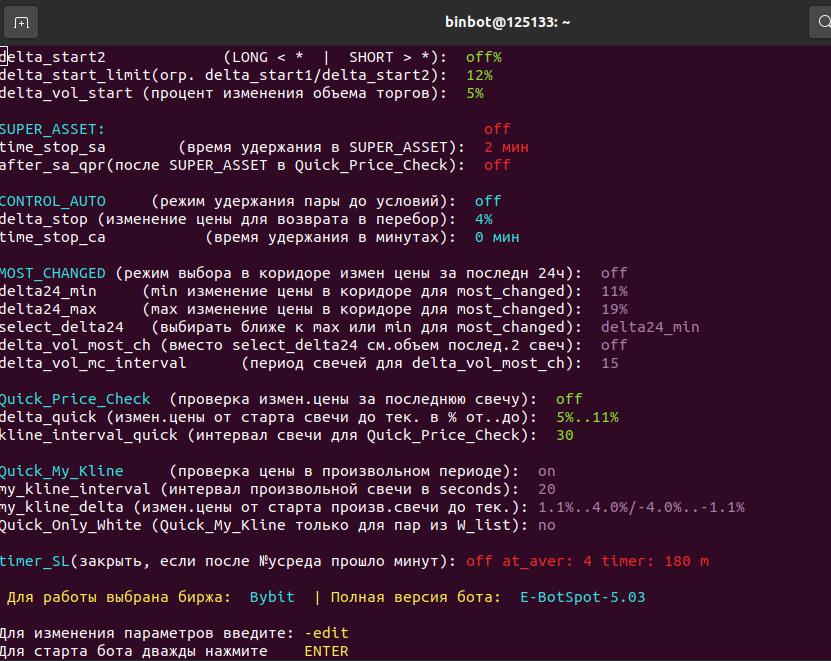 binbot@125133: ~
delta_start2 (LONG < * | SHORT > *): off%
delta_start_limit(огр. delta_start1/delta_start2): 12%
delta_vol_start (процент изменения объема торгов): 5%
SUPER_ASSET: off
time_stop_sa (время удержания в SUPER_ASSET): 2 мин
after_sa_qpr(после SUPER_ASSET в Quick_Price_Check): off
CONTROL_AUTO (режим удержания пары до условий): off
delta_stop (изменение цены для возврата в перебор): 4%
time_stop_ca (время удержания в минутах): 0 мин
MOST_CHANGED (режим выбора в коридоре измен цены за последн 24ч): off
delta24_min (min изменение цены в коридоре для most_changed): 11%
delta24_max (max изменение цены в коридоре для most_changed): 19%
select_delta24 (выбирать ближе к max или min для most_changed): delta24_min
delta_vol_most_ch (вместо select_delta24 см.объем послед.2 свеч): off
delta_vol_mc_interval (период свечей для delta_vol_most_ch): 15
Quick_Price_Check (проверка измен.цены за последнюю свечу): off
delta_quick (измен.цены от старта свечи до тек. в % от..до): 5%..11%
kline_interval_quick (интервал свечи для Quick_Price_Check): 30
Quick_My_Kline (проверка цены в произвольном периоде): on
my_kline_interval (интервал произвольной свечи в seconds): 20
my_kline_delta (измен.цены от старта произв.свечи до тек.): 1.1%..4.0%/-4.0%..-1.1%
Quick_Only_White (Quick_My_Kline только для пар из W_list): no
timer_SL(закрыть, если после №усреда прошло минут): off at_aver: 4 timer: 180 m
Для работы выбрана биржа: Bybit | Полная версия бота: E-BotSpot-5.03
Для изменения параметров введите: -edit
Для старта бота дважды нажмите ENTER